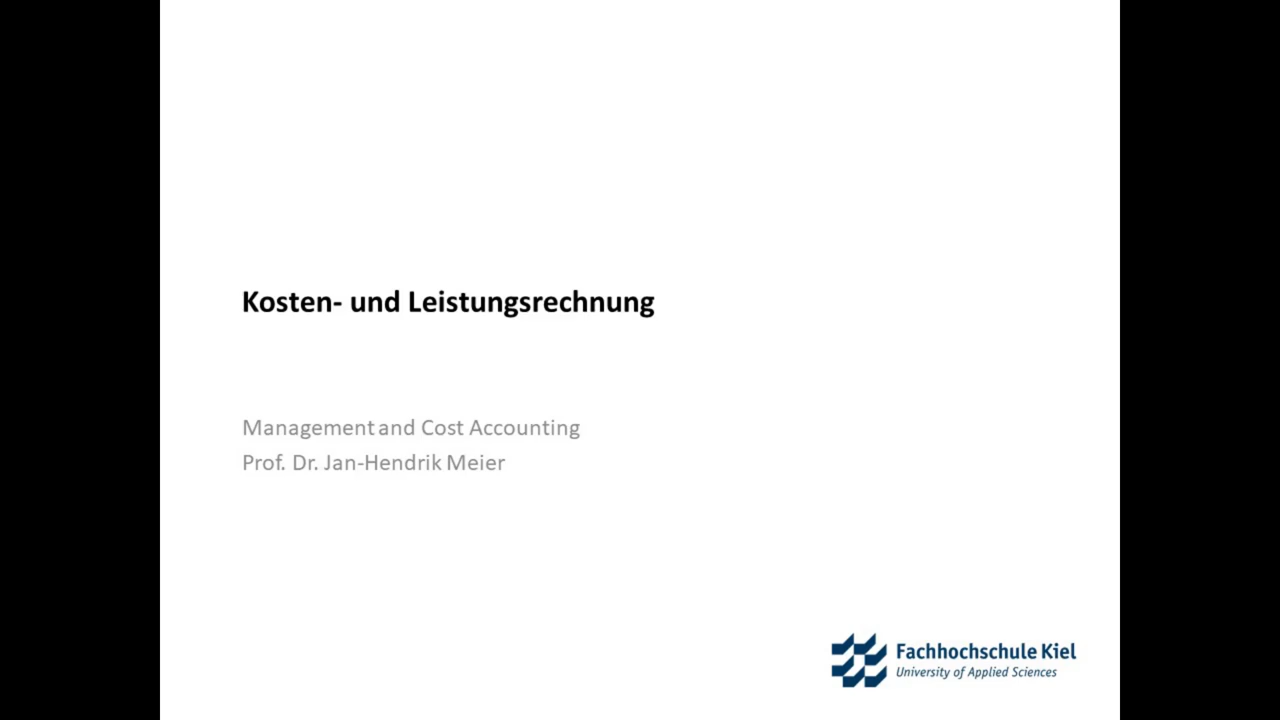 Kosten- und Leistungsrechnung
Management and Cost Accounting
Prof. Dr. Jan-Hendrik Meier
Fachhochschule Kiel
University of Applied Sciences